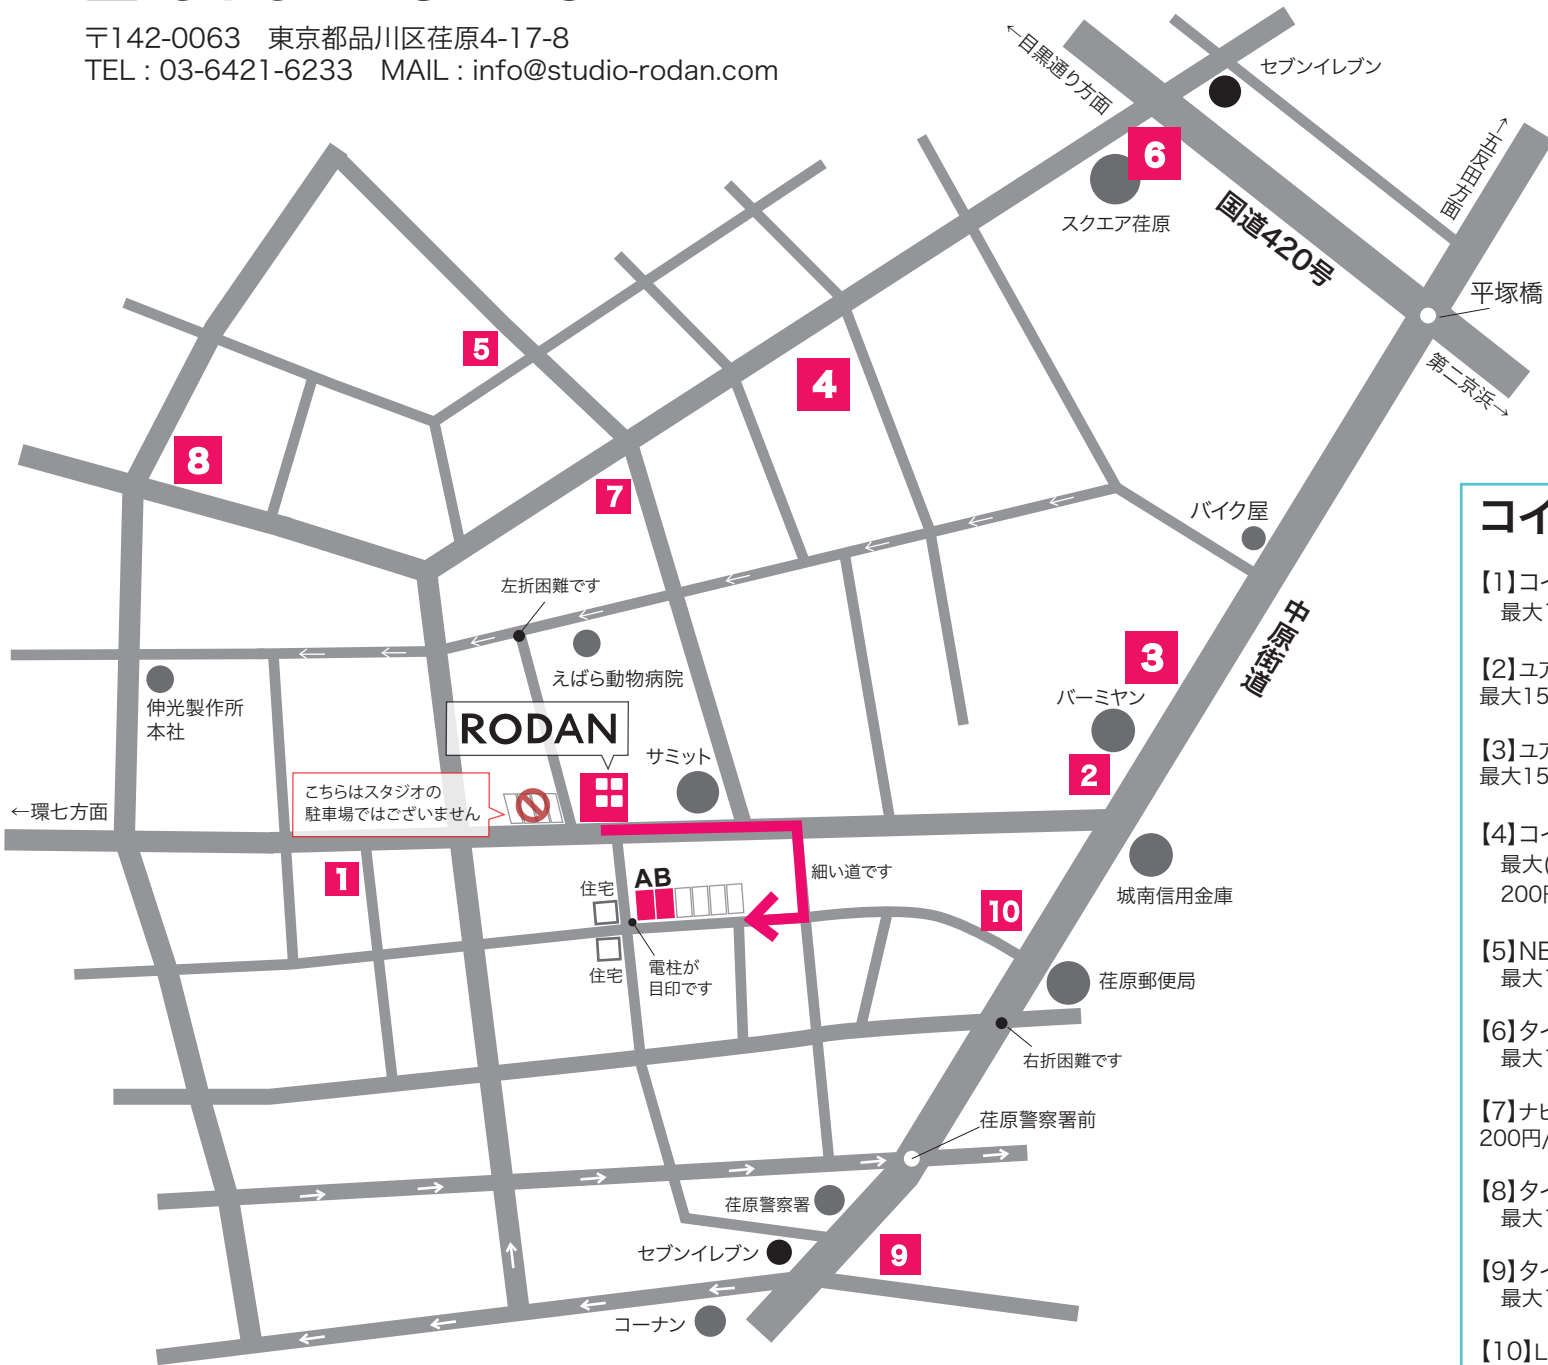 〒142-0063　東京都品川区荏原4-17-8
TEL : 03-6421-6233　MAIL : info@studio-rodan.com
←目黒通り方面
セブンイレブン
←五反田方面
6
スクエア荏原
国道420号
平塚橋
第二京浜→
5
4
8
7
バイク屋
左折困難です
中原街道
えばら動物病院
3
バーミヤン
伸光製作所
本社
RODAN
サミット
2
こちらはスタジオの
駐車場ではございません
←環七方面
1
細い道です
城南信用金庫
住宅
AB
10
住宅
電柱が
目印です
荏原郵便局
右折困難です
荏原警察署前
荏原警察署
セブンイレブン
9
コーナン
コイ
【1】コイ
最大
【2】ユア
最大15
【3】ユア
最大15
【4】コイ
最大(
200円
【5】NE
最大
【6】タイ
最大
【7】ナビ
200円/
【8】タイ
最大
【9】タイ
最大
【10】L